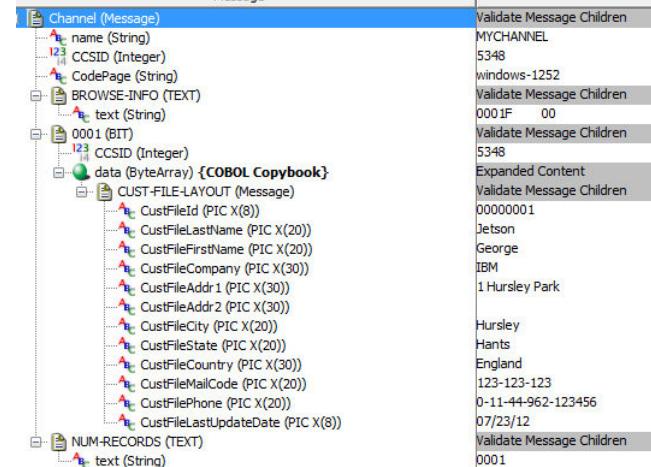 Channel (Message) Validate Message Children
name (String) MYCHANNEL
CCSID (Integer) 5348
CodePage (String) windows-1252
BROWSE-INFO (TEXT) Validate Message Children
text (String) 0001F 00
0001 (BIT) Validate Message Children
CCSID (Integer) 5348
data (ByteArray) {COBOL Copybook} Expanded Content
CUST-FILE-LAYOUT (Message) Validate Message Children
CustFileId (PIC X(8)) 00000001
CustFileLastName (PIC X(20)) Jetson
CustFileFirstName (PIC X(20)) George
CustFileCompany (PIC X(30)) IBM
CustFileAddr1 (PIC X(30)) 1 Hursley Park
CustFileAddr2 (PIC X(30))
CustFileCity (PIC X(20)) Hursley
CustFileState (PIC X(20)) Hants
CustFileCountry (PIC X(30)) England
CustFileMailCode (PIC X(20)) 123-123-123
CustFilePhone (PIC X(20)) 0-11-44-962-123456
CustFileLastUpdateDate (PIC X(8)) 07/23/12
NUM-RECORDS (TEXT) Validate Message Children
text (String) 0001